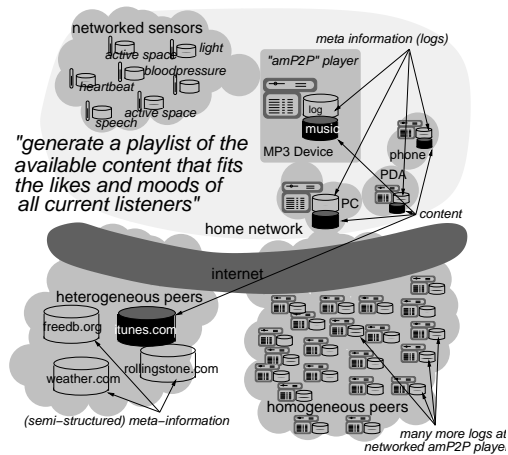 networked sensors
active space
light
bloodpressure
heartbeat
active space
speech
meta information (logs)
"amP2P" player
log
music
MP3 Device
phone
PDA
PC
content
"generate a playlist of the
available content that fits
the likes and moods of
all current listeners"
home network
internet
heterogeneous peers
freedb.org
itunes.com
rollingstone.com
weather.com
(semi−structured) meta−information
homogeneous peers
many more logs at
networked amP2P player